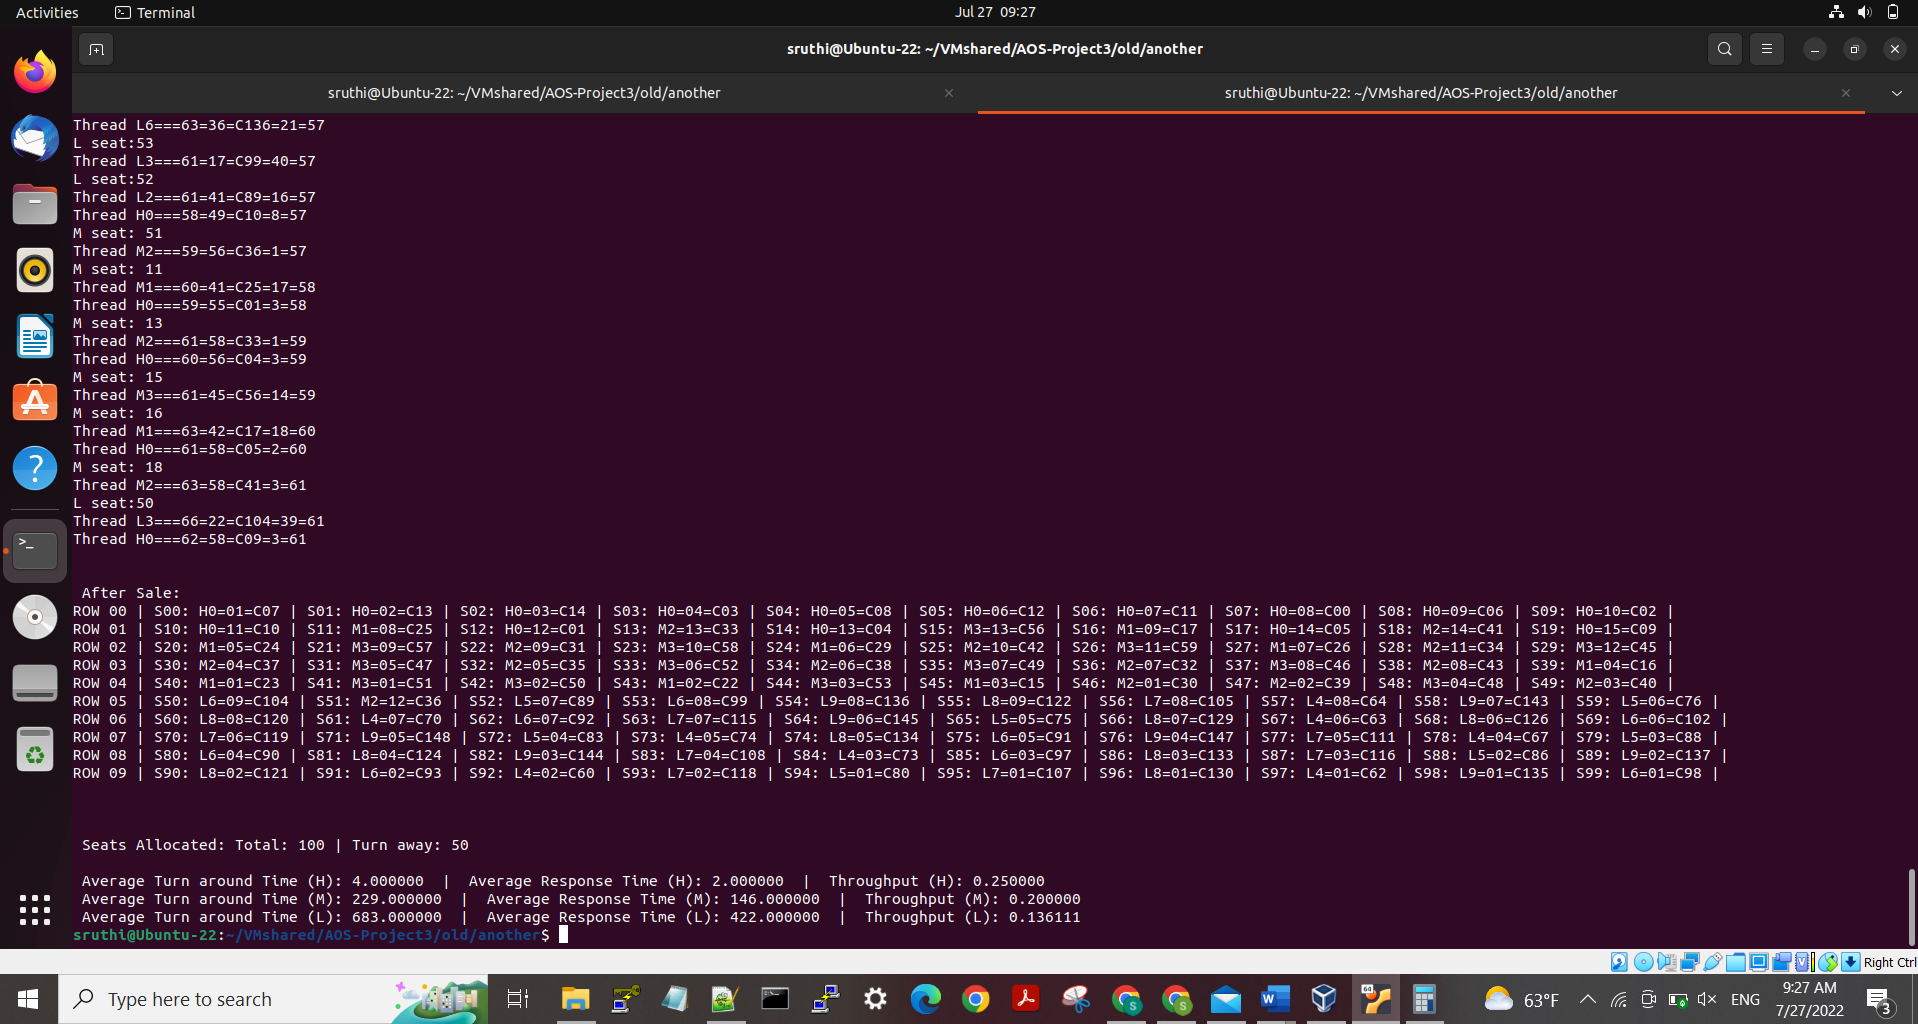 Activities
Terminal
Jul 27 09:27
sruthi@Ubuntu-22: ~/VMshared/AOS-Project3/old/another
sruthi@Ubuntu-22: ~/VMshared/AOS-Project3/old/another
sruthi@Ubuntu-22: ~/VMshared/AOS-Project3/old/another
Thread L6===63=36=C136=21=57
L seat:53
Thread L3===61=17=C99=40=57
L seat:52
Thread L2===61=41=C89=16=57
Thread H0===58=49=C10=8=57
M seat: 51
Thread M2===59=56=C36=1=57
M seat: 11
Thread M1===60=41=C25=17=58
Thread H0===59=55=C01=3=58
M seat: 13
Thread M2===61=58=C33=1=59
Thread H0===60=56=C04=3=59
M seat: 15
Thread M3===61=45=C56=14=59
M seat: 16
Thread M1===63=42=C17=18=60
Thread H0===61=58=C05=2=60
M seat: 18
Thread M2===63=58=C41=3=61
L seat:50
Thread L3===66=22=C104=39=61
Thread H0===62=58=C09=3=61
After Sale:
ROW 00 | S00: H0=01=C07 | S01: H0=02=C13 | S02: H0=03=C14 | S03: H0=04=C03 | S04: H0=05=C08 | S05: H0=06=C12 | S06: H0=07=C11 | S07: H0=08=C00 | S08: H0=09=C06 | S09: H0=10=C02 |
ROW 01 | S10: H0=11=C10 | S11: M1=08=C25 | S12: H0=12=C01 | S13: M2=13=C33 | S14: H0=13=C04 | S15: M3=13=C56 | S16: M1=09=C17 | S17: H0=14=C05 | S18: M2=14=C41 | S19: H0=15=C09 |
ROW 02 | S20: M1=05=C24 | S21: M3=09=C57 | S22: M2=09=C31 | S23: M3=10=C58 | S24: M1=06=C29 | S25: M2=10=C42 | S26: M3=11=C59 | S27: M1=07=C26 | S28: M2=11=C34 | S29: M3=12=C45 |
ROW 03 | S30: M2=04=C37 | S31: M3=05=C47 | S32: M2=05=C35 | S33: M3=06=C52 | S34: M2=06=C38 | S35: M3=07=C49 | S36: M2=07=C32 | S37: M3=08=C46 | S38: M2=08=C43 | S39: M1=04=C16 |
ROW 04 | S40: M1=01=C23 | S41: M3=01=C51 | S42: M3=02=C50 | S43: M1=02=C22 | S44: M3=03=C53 | S45: M1=03=C15 | S46: M2=01=C30 | S47: M2=02=C39 | S48: M3=04=C48 | S49: M2=03=C40 |
ROW 05 | S50: L6=09=C104 | S51: M2=12=C36 | S52: L5=07=C89 | S53: L6=08=C99 | S54: L9=08=C136 | S55: L8=09=C122 | S56: L7=08=C105 | S57: L4=08=C64 | S58: L9=07=C143 | S59: L5=06=C76 |
ROW 06 | S60: L8=08=C120 | S61: L4=07=C70 | S62: L6=07=C92 | S63: L7=07=C115 | S64: L9=06=C145 | S65: L5=05=C75 | S66: L8=07=C129 | S67: L4=06=C63 | S68: L8=06=C126 | S69: L6=06=C102 |
ROW 07 | S70: L7=06=C119 | S71: L9=05=C148 | S72: L5=04=C83 | S73: L4=05=C74 | S74: L8=05=C134 | S75: L6=05=C91 | S76: L9=04=C147 | S77: L7=05=C111 | S78: L4=04=C67 | S79: L5=03=C88 |
ROW 08 | S80: L6=04=C90 | S81: L8=04=C124 | S82: L9=03=C144 | S83: L7=04=C108 | S84: L4=03=C73 | S85: L6=03=C97 | S86: L8=03=C133 | S87: L7=03=C116 | S88: L5=02=C86 | S89: L9=02=C137 |
ROW 09 | S90: L8=02=C121 | S91: L6=02=C93 | S92: L4=02=C60 | S93: L7=02=C118 | S94: L5=01=C80 | S95: L7=01=C107 | S96: L8=01=C130 | S97: L4=01=C62 | S98: L9=01=C135 | S99: L6=01=C98 |
Seats Allocated: Total: 100 | Turn away: 50
Average Turn around Time (H): 4.000000 | Average Response Time (H): 2.000000 | Throughput (H): 0.250000
Average Turn around Time (M): 229.000000 | Average Response Time (M): 146.000000 | Throughput (M): 0.200000
Average Turn around Time (L): 683.000000 | Average Response Time (L): 422.000000 | Throughput (L): 0.136111
sruthi@Ubuntu-22:~/VMshared/AOS-Project3/old/another$
Right Ctrl
Type here to search
63°F
ENG
9:27 AM
7/27/2022
3